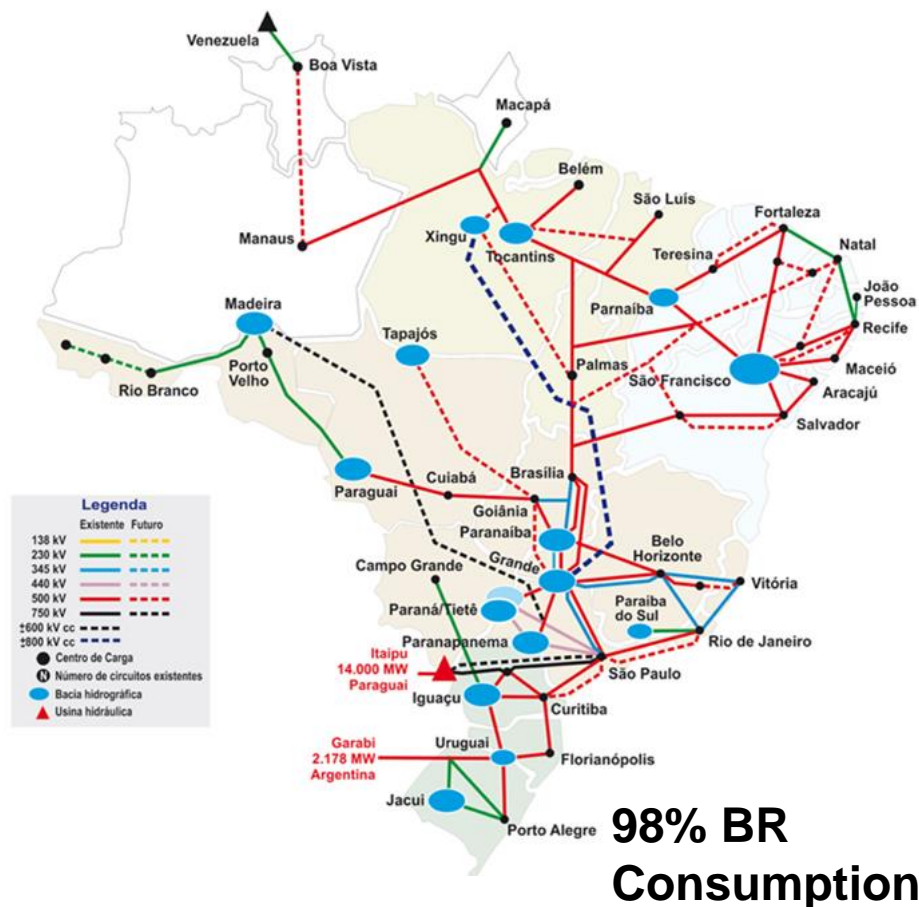 Venezuela
Boa Vista
Macapá
Belém
São Luís
Fortaleza
Manaus
Xingu
Tocantins
Teresina
Natal
João
Pessoa
Madeira
Tapajós
Parnaíba
Recife
Rio Branco
Porto
Velho
Palmas
São Francisco
Maceió
Aracajú
Salvador
Paraguai
Cuiabá
Brasília
Goiânia
Paranaíba
Belo
Horizonte
Campo Grande
Grande
Vitória
Paraná/Tietê
Paraiba
do Sul
Paranapanema
Rio de Janeiro
Itaipu
14.000 MW
Paraguai
São Paulo
Iguaçu
Curitiba
Garabi
2.178 MW
Argentina
Uruguai
Florianópolis
Jacui
Porto Alegre
Legenda
Existente Futuro
138 kV
230 kV
345 kV
440 kV
500 kV
750 kV
±600 kV cc
±800 kV cc
Centro de Carga
N Número de circuitos existentes
Bacia hidrográfica
Usina hidráulica
98% BR
Consumption